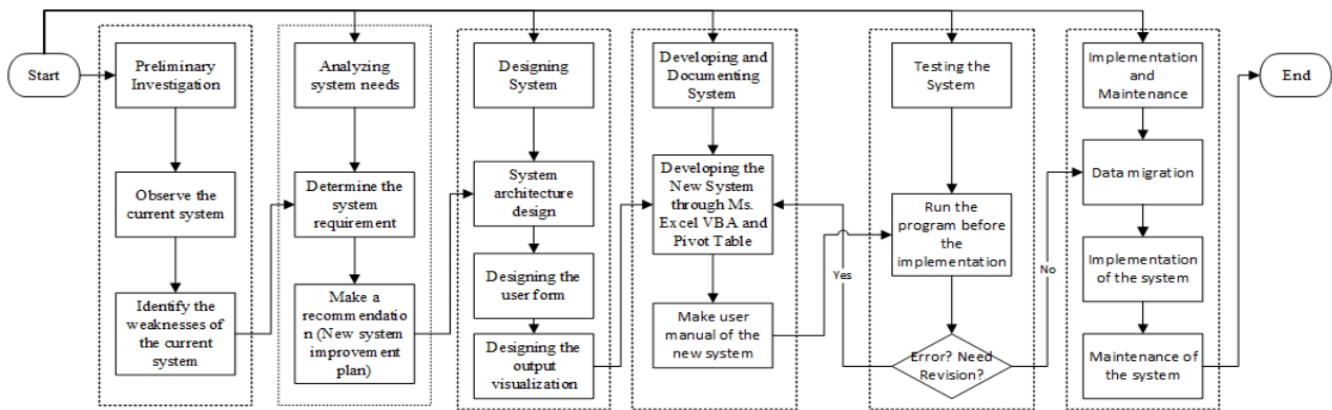 Start
Preliminary
Investigation
Observe the
current system
Identify the
weaknesses of
the current
system
Analyzing
system needs
Determine the
system
requirement
Make a
recommendatio
n (New system
improvement
plan)
Designing
System
System
architecture
design
Designing the
user form
Designing the
output
visualization
Developing and
Documenting
System
Developing the
New System
through Ms.
Excel VBA and
Pivot Table
Make user
manual of the
new system
Testing the
System
Run the
program before
the
implementation
Error? Need
Revision?
Yes
No
Implementation
and
Maintenance
Data migration
Implementation
of the system
Maintenance of
the system
End